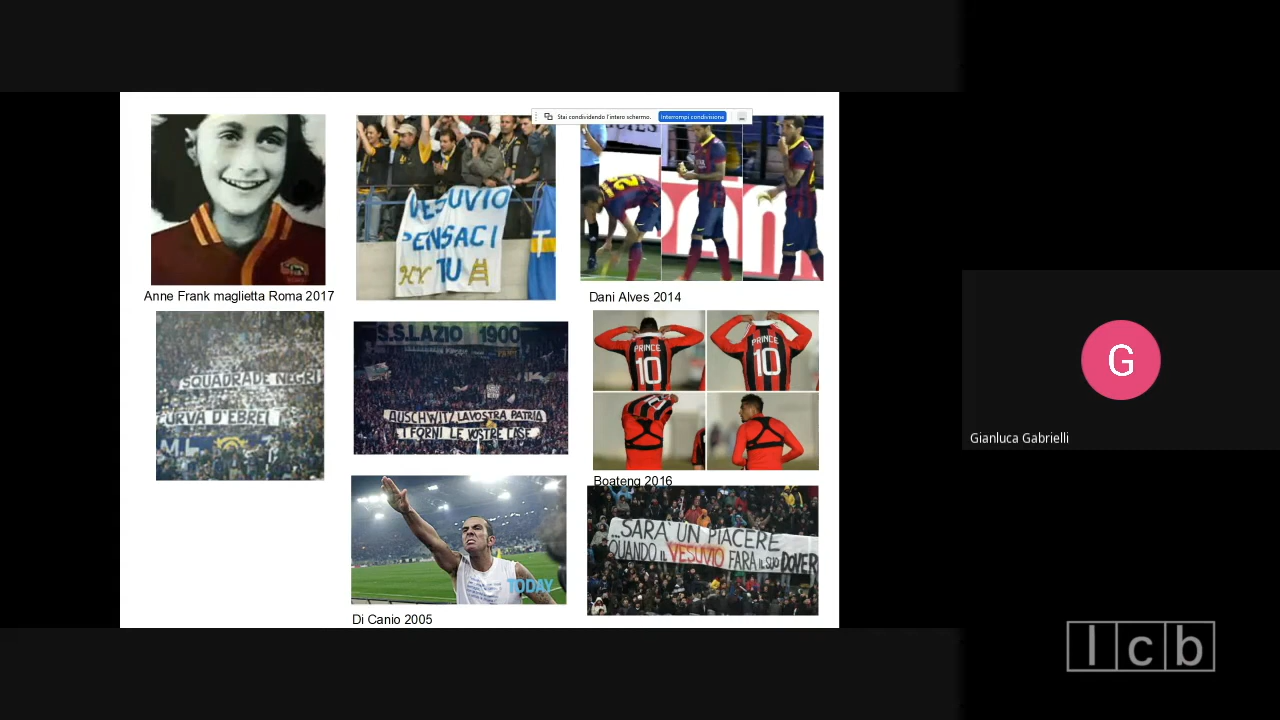 Stai condividendo l'intero schermo.
Interrompi condivisione
Anne Frank maglietta Roma 2017
VESUVIO
PENSACI
TU
H.V.
Dani Alves 2014
SQUADRA DE NEGRI
URVA D'EBREI
S.S.LAZIO 1900
AUSCHWITZ LA VOSTRA PATRIA
I FORNI LE VOSTRE CASE
PRINCE
10
PRINCE
10
Boateng 2016
TODAY
Di Canio 2005
...SARA' UN PIACERE
QUANDO IL VESUVIO FARA IL SUO DOVER
G
Gianluca Gabrielli
lcb